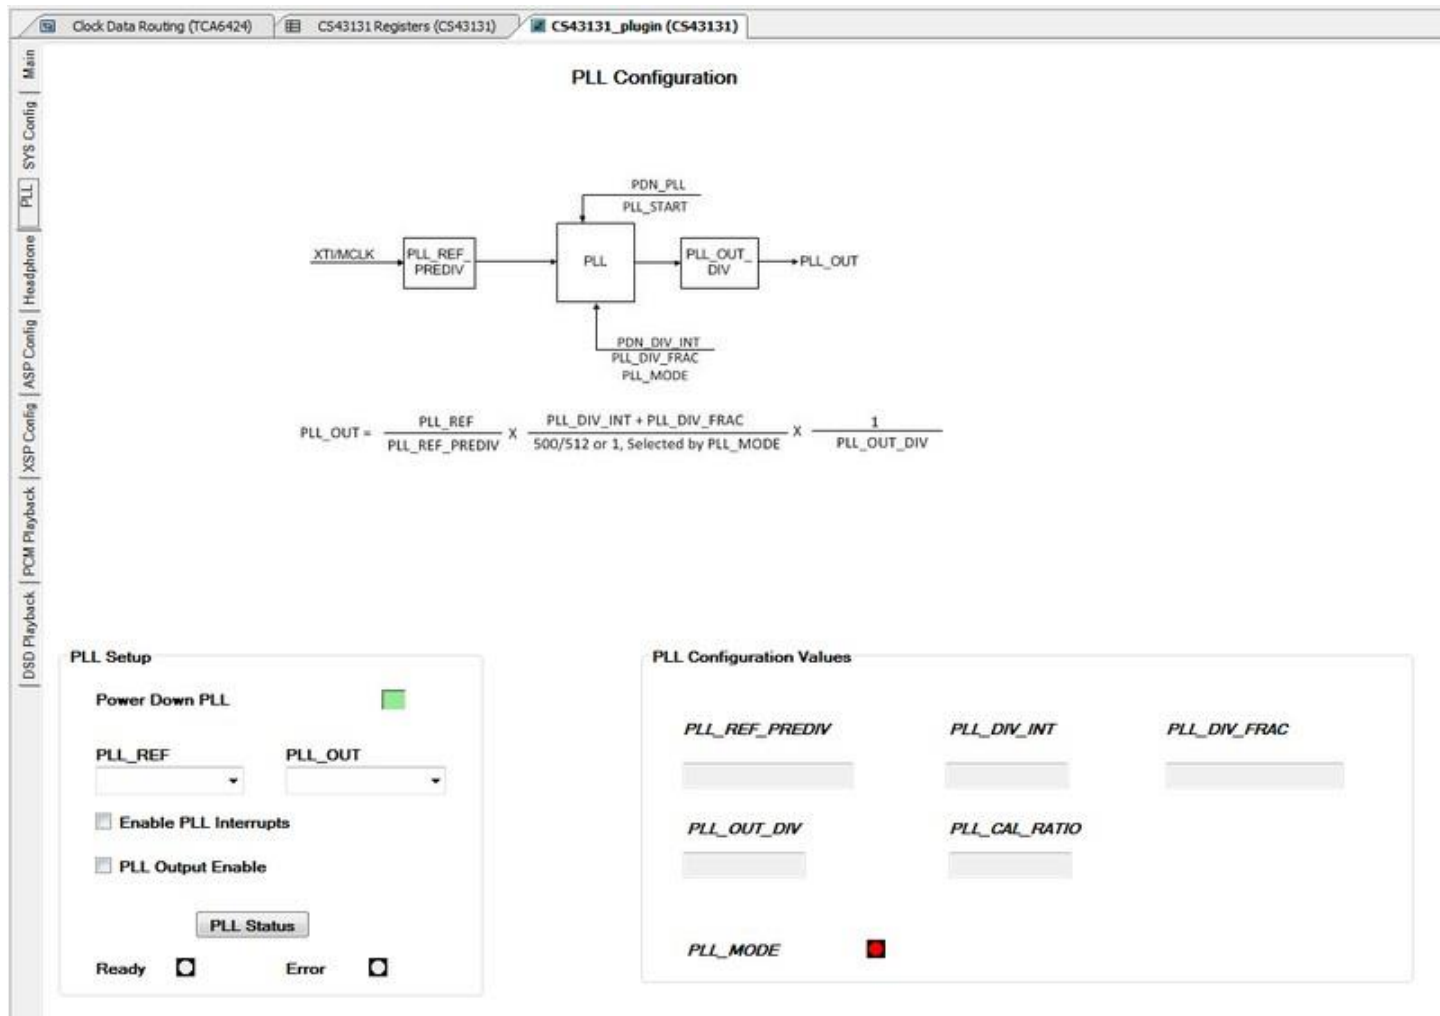 Clock Data Routing (TCA6424)
CS43131 Registers (CS43131)
CS43131_plugin (CS43131)
Main
SYS Config
PLL
Headphone
ASP Config
XSP Config
PCM Playback
DSD Playback
PLL Configuration
PDN_PLL
PLL_START
XTI/MCLK
PLL_REF_
PREDIV
PLL
PLL_OUT_
DIV
PLL_OUT
PDN_DIV_INT
PLL_DIV_FRAC
PLL_MODE
PLL_OUT = PLL_REF / PLL_REF_PREDIV X PLL_DIV_INT + PLL_DIV_FRAC / 500/512 or 1, Selected by PLL_MODE X 1 / PLL_OUT_DIV
PLL Setup
Power Down PLL
PLL_REF
PLL_OUT
Enable PLL Interrupts
PLL Output Enable
PLL Status
Ready
Error
PLL Configuration Values
PLL_REF_PREDIV
PLL_DIV_INT
PLL_DIV_FRAC
PLL_OUT_DIV
PLL_CAL_RATIO
PLL_MODE